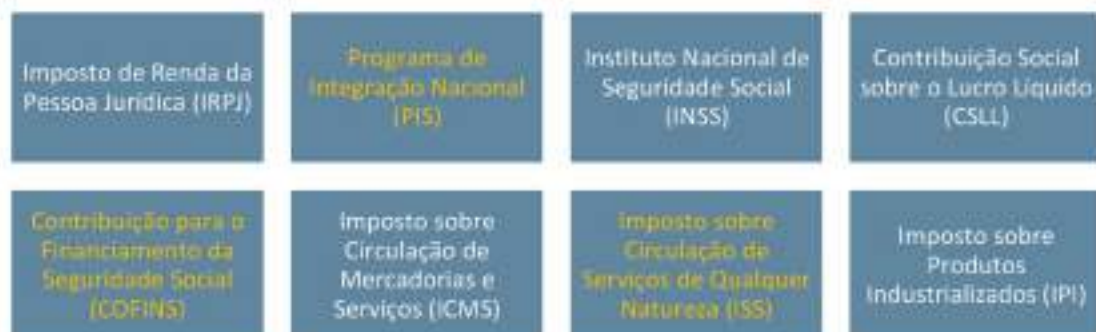 Imposto de Renda da
Pessoa Jurídica (IRPJ)
Programa de
Integração Nacional
(PIS)
Instituto Nacional de
Seguridade Social
(INSS)
Contribuição Social
sobre o Lucro Líquido
(CSLL)
Contribuição para o
Financiamento da
Seguridade Social
(COFINS)
Imposto sobre
Circulação de
Mercadorias e
Serviços (ICMS)
Imposto sobre
Circulação de
Serviços de Qualquer
Natureza (ISS)
Imposto sobre
Produtos
Industrializados (IPI)